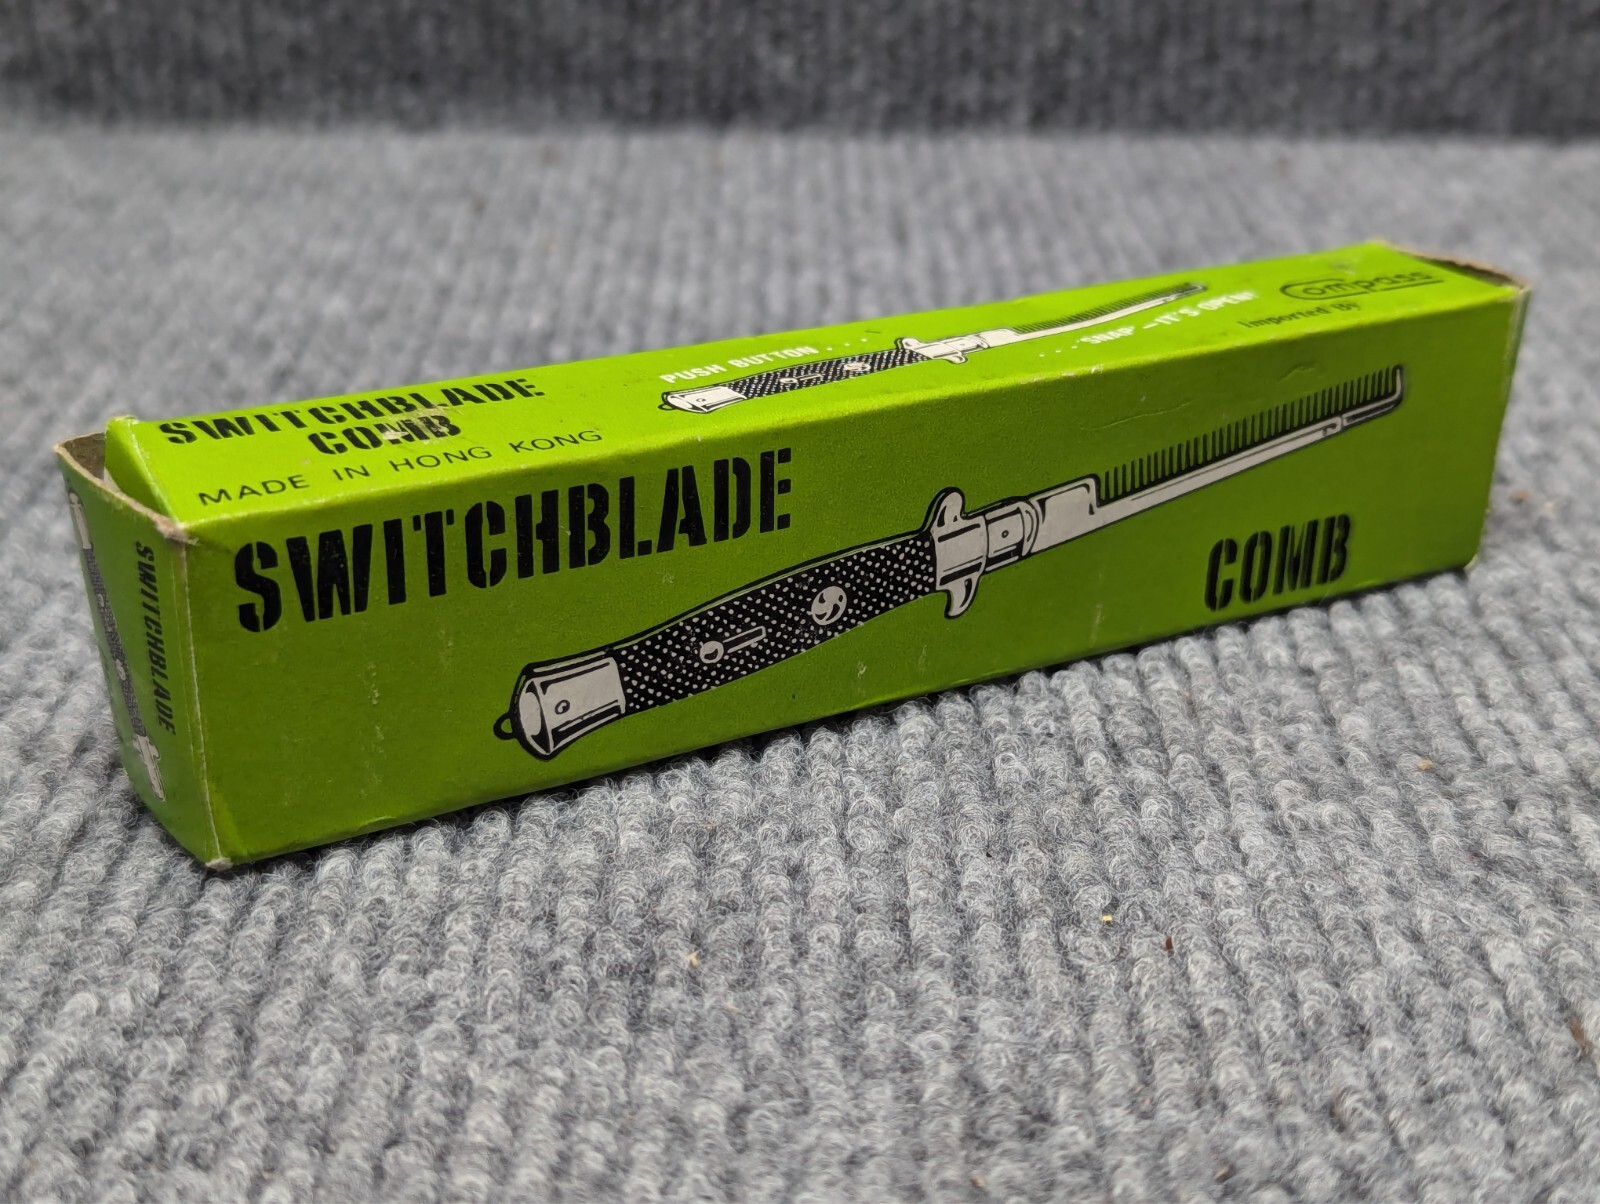 SWITCHBLADE
COMB
MADE IN HONG KONG
PUSH BUTTON . . . .
. . . . 'SNAP' – IT'S OPEN!
Imported By
Compass
SWITCHBLADE
COMB
SWITCHBLADE